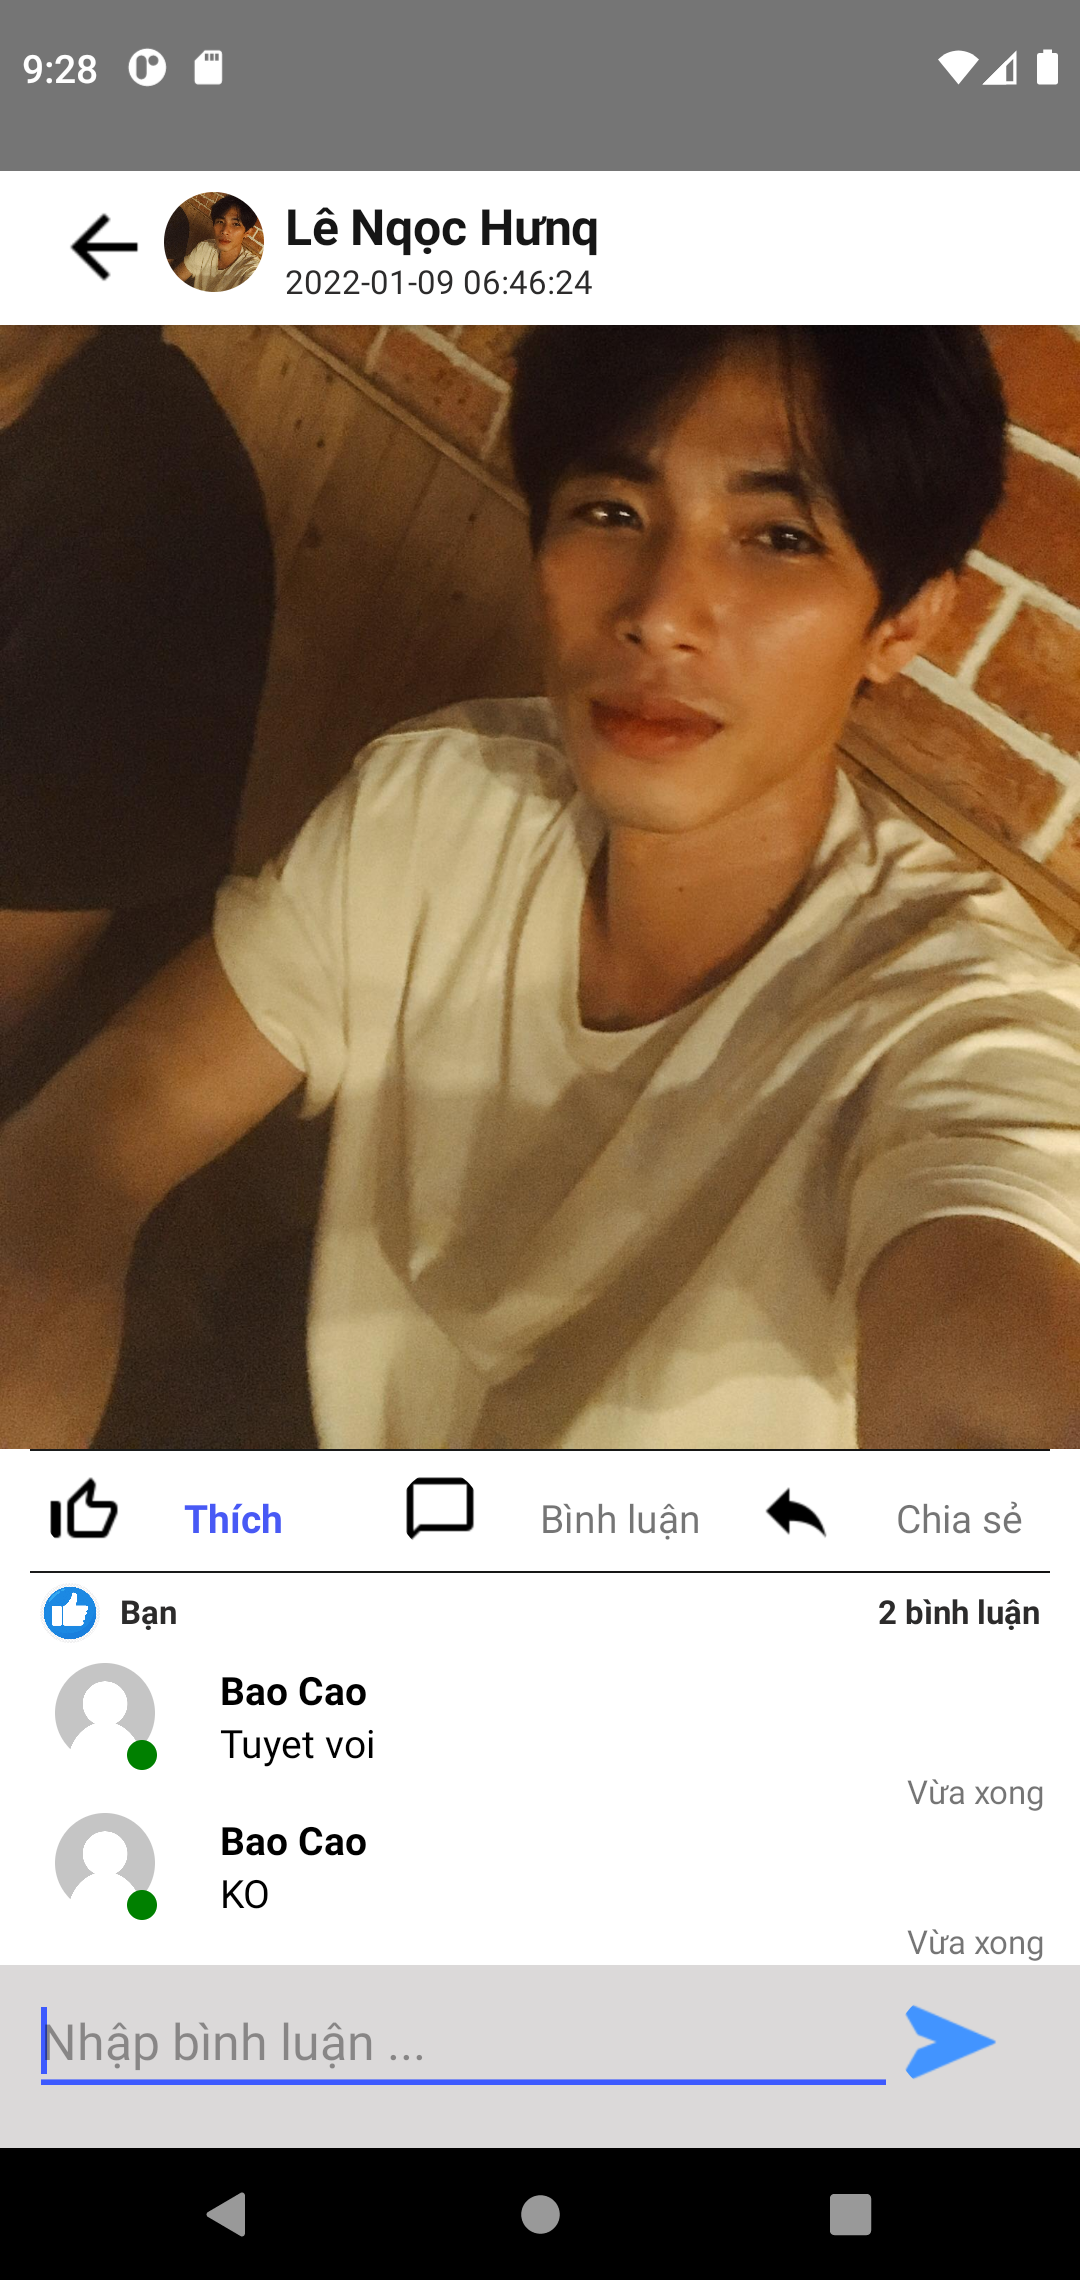 9:28
Lê Nqọc Hưnq
2022-01-09 06:46:24
Thích
Bình luận
Chia sẻ
Bạn
2 bình luận
Bao Cao
Tuyet voi
Vừa xong
Bao Cao
KO
Vừa xong
Nhập bình luận ...